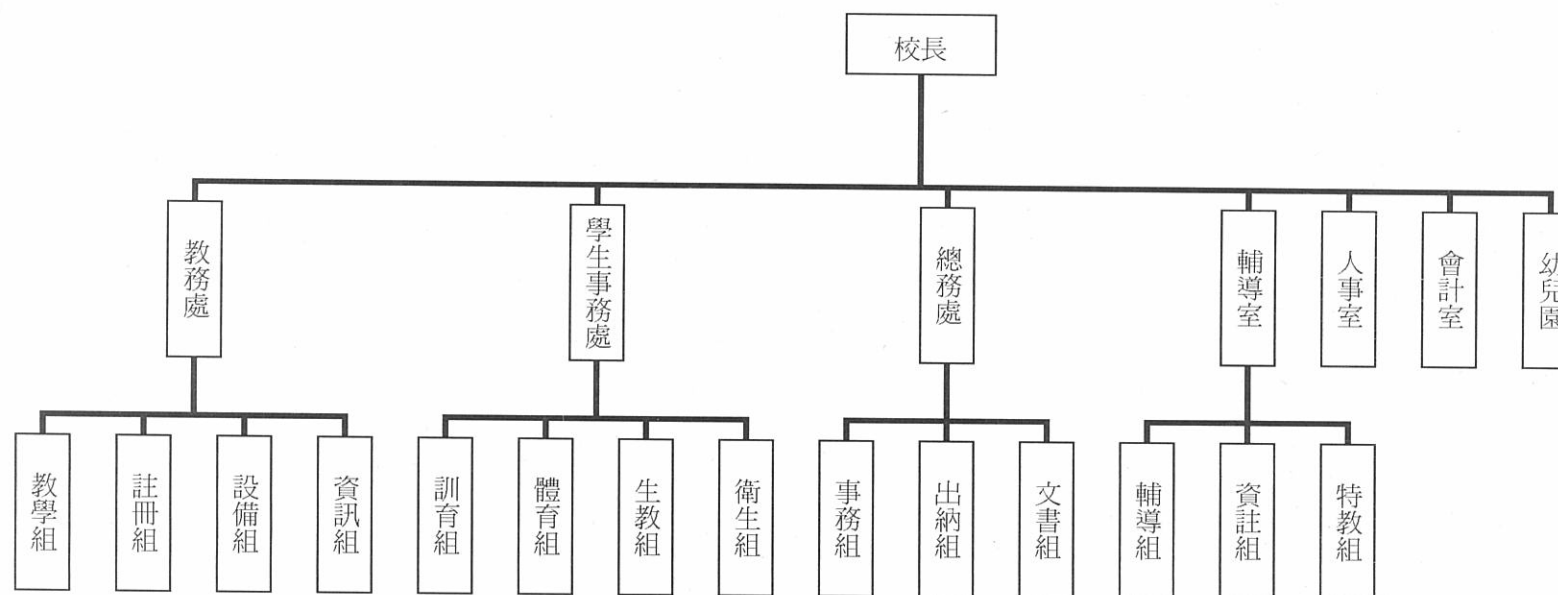 校長
教務處
學生事務處
總務處
輔導室
人事室
會計室
幼兒園
教學組
註冊組
設備組
資訊組
訓育組
體育組
生教組
衛生組
事務組
出納組
文書組
輔導組
資註組
特教組